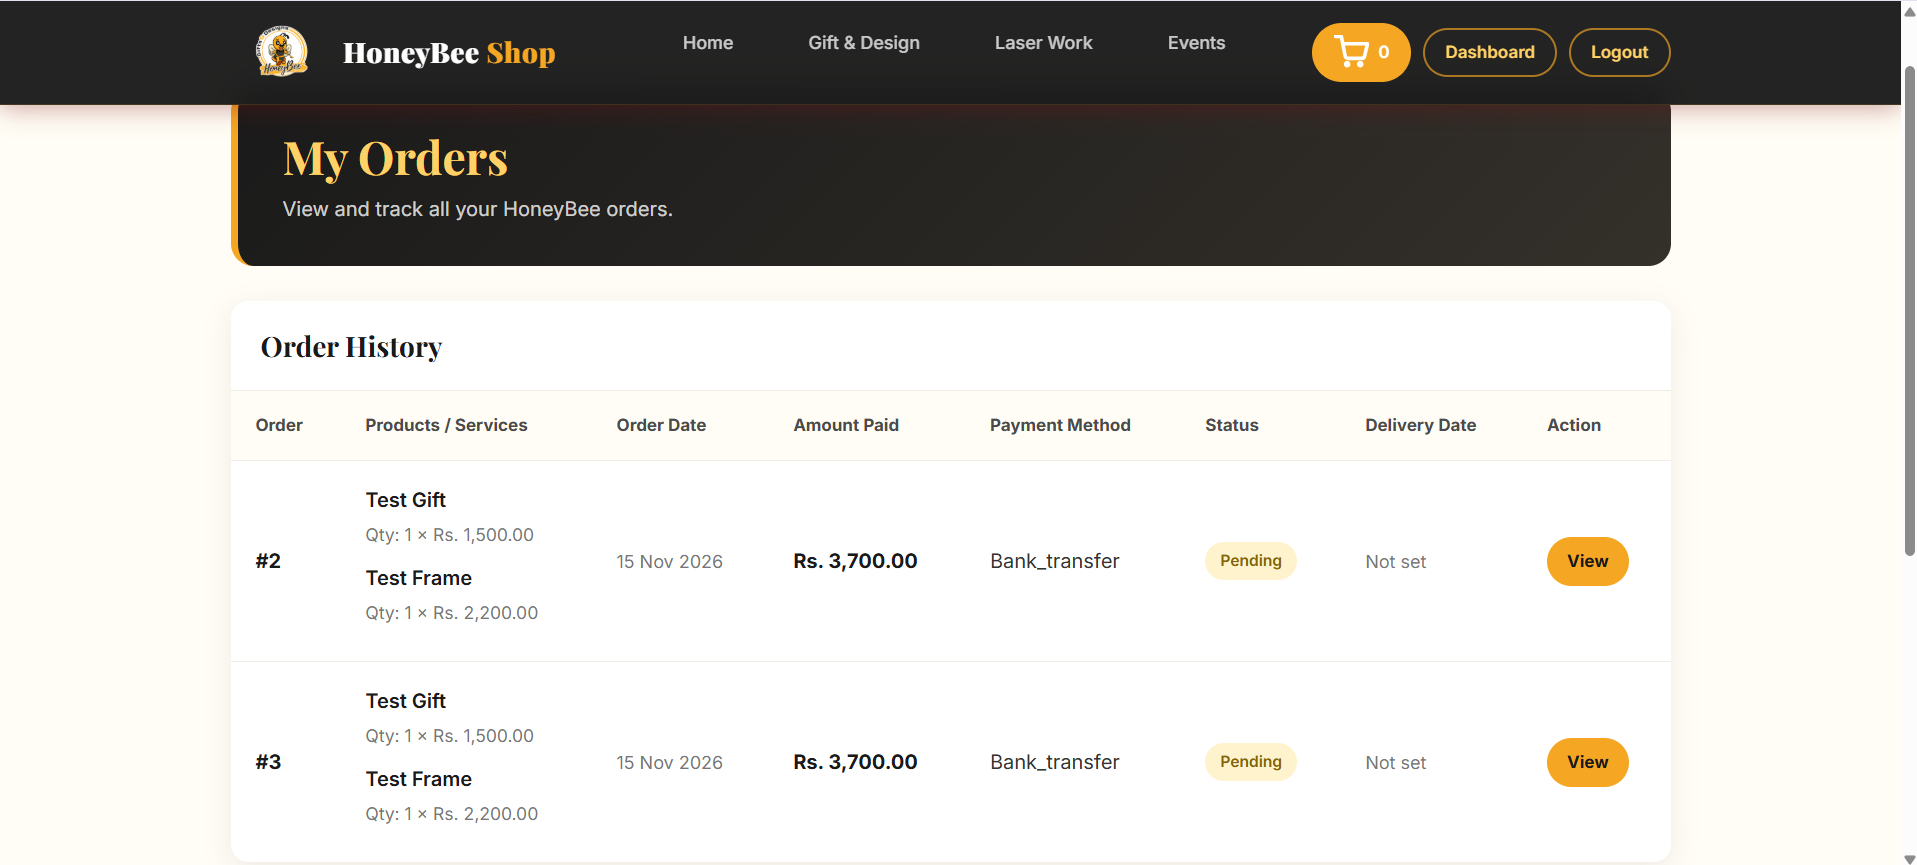 HoneyBee Shop
Home
Gift & Design
Laser Work
Events
0
Dashboard
Logout
My Orders
View and track all your HoneyBee orders.
Order History
Order Products / Services Order Date Amount Paid Payment Method Status Delivery Date Action
#2
Test Gift
Qty: 1 × Rs. 1,500.00
Test Frame
Qty: 1 × Rs. 2,200.00
15 Nov 2026
Rs. 3,700.00
Bank_transfer
Pending
Not set
View
#3
Test Gift
Qty: 1 × Rs. 1,500.00
Test Frame
Qty: 1 × Rs. 2,200.00
15 Nov 2026
Rs. 3,700.00
Bank_transfer
Pending
Not set
View